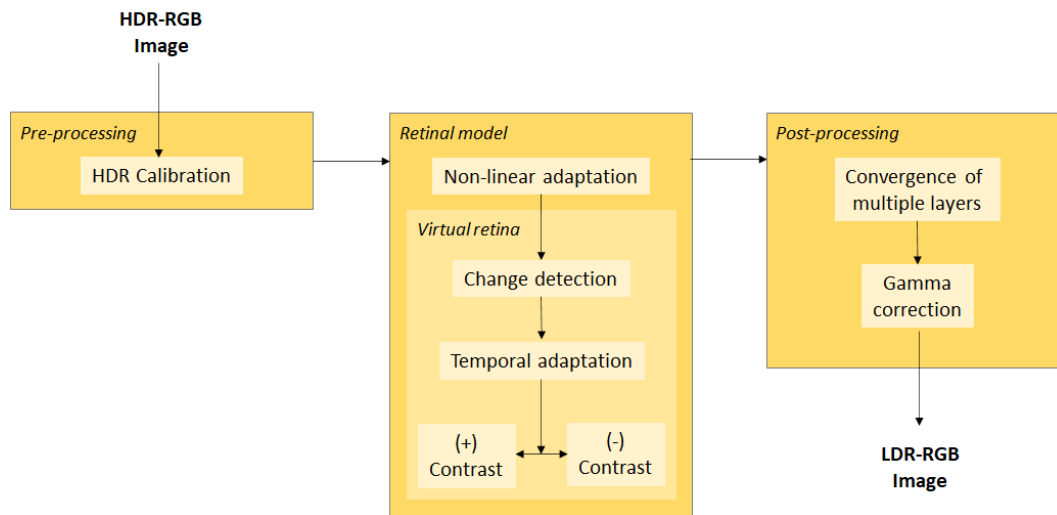 HDR-RGB
Image
Pre-processing
HDR Calibration
Retinal model
Non-linear adaptation
Virtual retina
Change detection
Temporal adaptation
(+)
Contrast
(-)
Contrast
Post-processing
Convergence of
multiple layers
Gamma
correction
LDR-RGB
Image